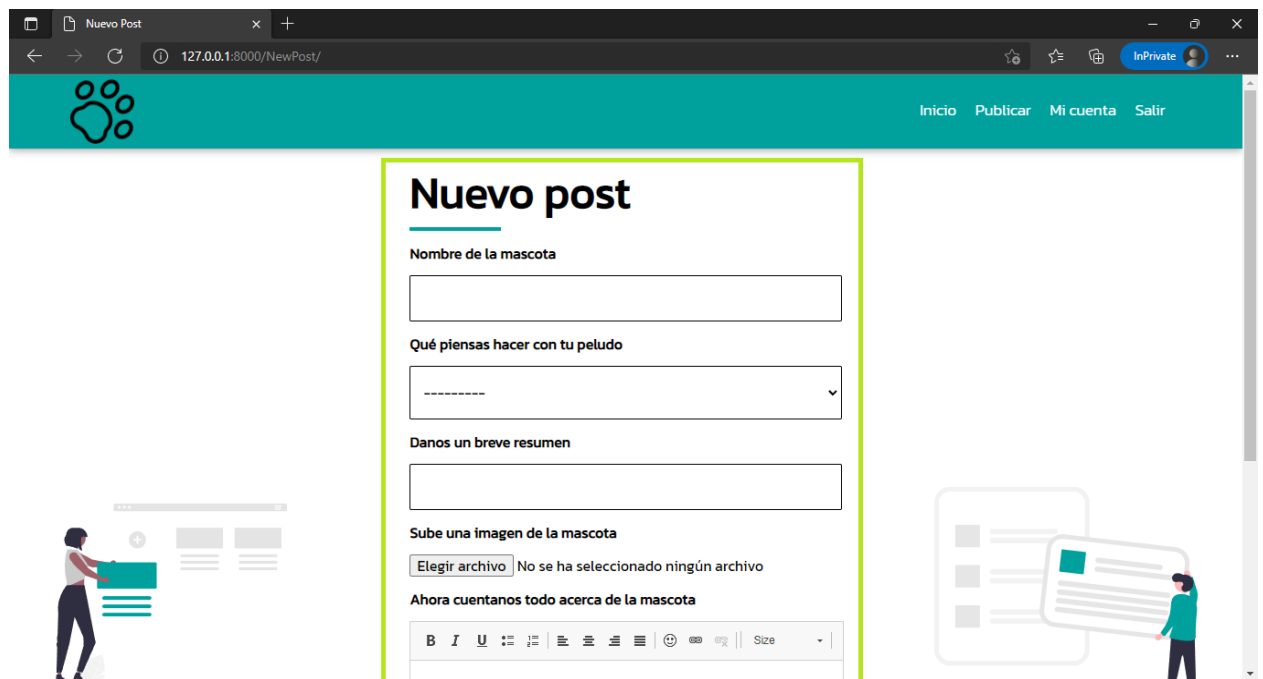 Nuevo Post
127.0.0.1:8000/NewPost/
InPrivate
Inicio Publicar Mi cuenta Salir
Nuevo post
Nombre de la mascota
Qué piensas hacer con tu peludo
---------
Danos un breve resumen
Sube una imagen de la mascota
Elegir archivo No se ha seleccionado ningún archivo
Ahora cuentanos todo acerca de la mascota
B I U Size